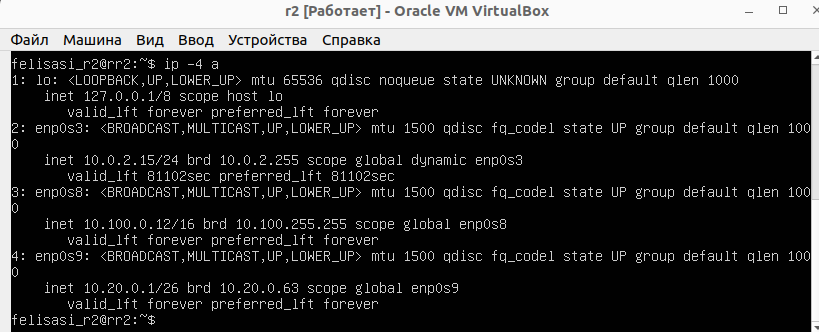 r2 [Работает] - Oracle VM VirtualBox
Файл Машина Вид Ввод Устройства Справка
felisasi_r2@rr2:~$ ip -4 a
1: lo: <LOOPBACK,UP,LOWER_UP> mtu 65536 qdisc noqueue state UNKNOWN group default qlen 1000
    inet 127.0.0.1/8 scope host lo
       valid_lft forever preferred_lft forever
2: enp0s3: <BROADCAST,MULTICAST,UP,LOWER_UP> mtu 1500 qdisc fq_codel state UP group default qlen 100
0
    inet 10.0.2.15/24 brd 10.0.2.255 scope global dynamic enp0s3
       valid_lft 81102sec preferred_lft 81102sec
3: enp0s8: <BROADCAST,MULTICAST,UP,LOWER_UP> mtu 1500 qdisc fq_codel state UP group default qlen 100
0
    inet 10.100.0.12/16 brd 10.100.255.255 scope global enp0s8
       valid_lft forever preferred_lft forever
4: enp0s9: <BROADCAST,MULTICAST,UP,LOWER_UP> mtu 1500 qdisc fq_codel state UP group default qlen 100
0
    inet 10.20.0.1/26 brd 10.20.0.63 scope global enp0s9
       valid_lft forever preferred_lft forever
felisasi_r2@rr2:~$